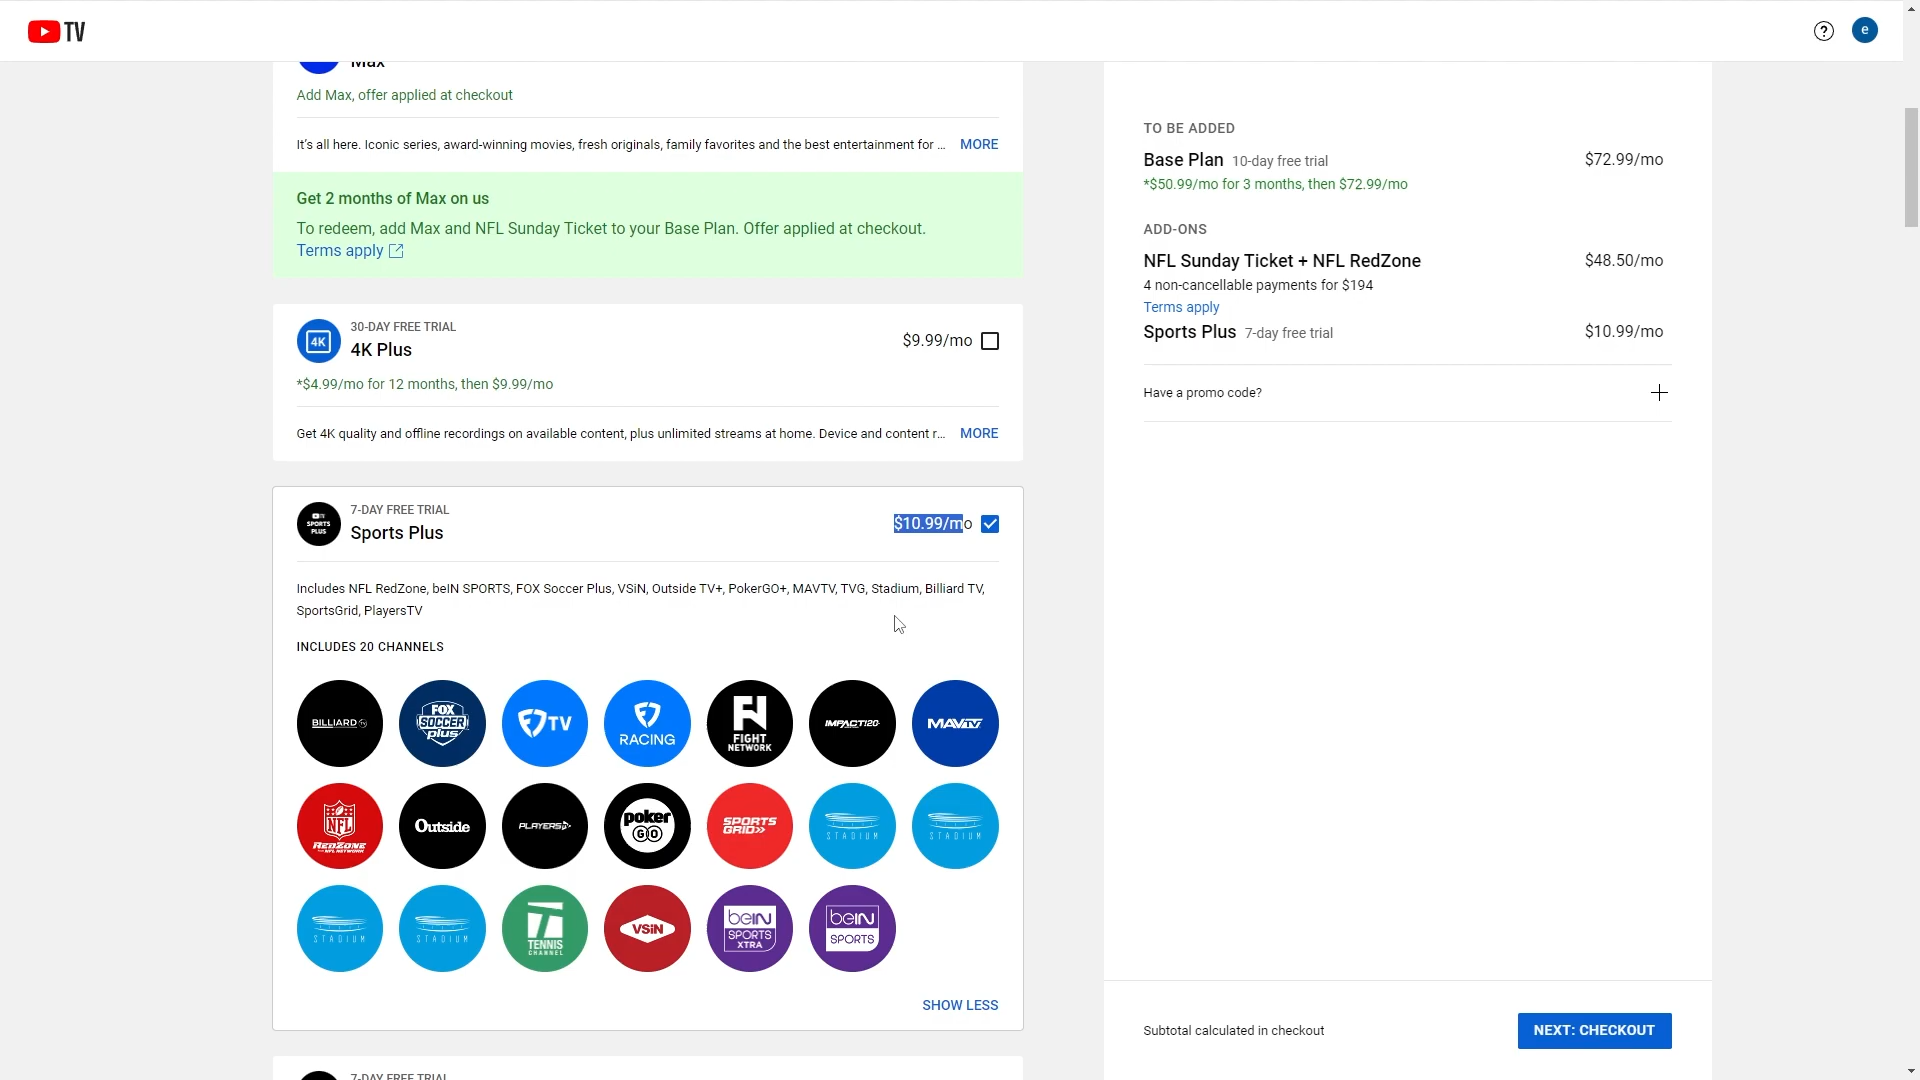 TV
?
e
Max
Add Max, offer applied at checkout
It's all here. Iconic series, award-winning movies, fresh originals, family favorites and the best entertainment for ... MORE
Get 2 months of Max on us
To redeem, add Max and NFL Sunday Ticket to your Base Plan. Offer applied at checkout.
Terms apply
4K
30-DAY FREE TRIAL
4K Plus
$9.99/mo
*$4.99/mo for 12 months, then $9.99/mo
Get 4K quality and offline recordings on available content, plus unlimited streams at home. Device and content r... MORE
TV
SPORTS
PLUS
7-DAY FREE TRIAL
Sports Plus
$10.99/mo
Includes NFL RedZone, beIN SPORTS, FOX Soccer Plus, VSiN, Outside TV+, PokerGO+, MAVTV, TVG, Stadium, Billiard TV,
SportsGrid, PlayersTV
INCLUDES 20 CHANNELS
BILLIARD
FOX
SOCCER
plus
TV
RACING
FIGHT
NETWORK
IMPACT!20
MAVTV
NFL
REDZONE
Outside
PLAYERS
poker
GO
SPORTS
GRID
STADIUM
STADIUM
STADIUM
STADIUM
TENNIS
CHANNEL
VSiN
beIN
SPORTS
XTRA
beIN
SPORTS
SHOW LESS
7-DAY FREE TRIAL
TO BE ADDED
Base Plan 10-day free trial $72.99/mo
*$50.99/mo for 3 months, then $72.99/mo
ADD-ONS
NFL Sunday Ticket + NFL RedZone $48.50/mo
4 non-cancellable payments for $194
Terms apply
Sports Plus 7-day free trial $10.99/mo
Have a promo code?
Subtotal calculated in checkout
NEXT: CHECKOUT